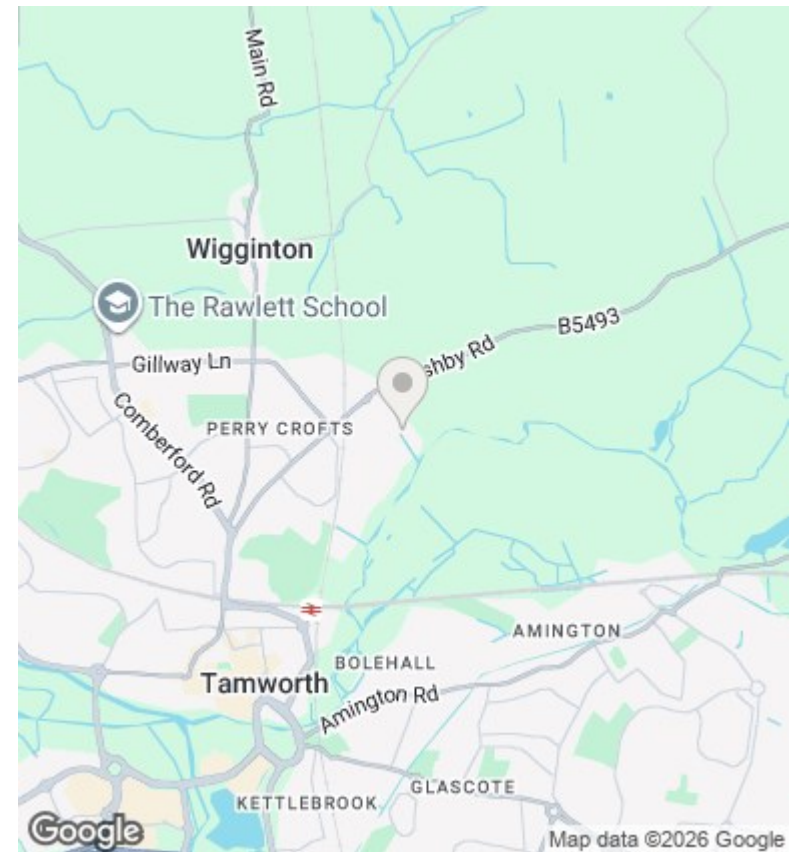 Main Rd
Wigginton
The Rawlett School
B5493
shby Rd
Gillway Ln
PERRY CROFTS
Comberford Rd
AMINGTON
BOLEHALL
Tamworth
Amington Rd
GLASCOTE
KETTLEBROOK
Google
Map data ©2026 Google